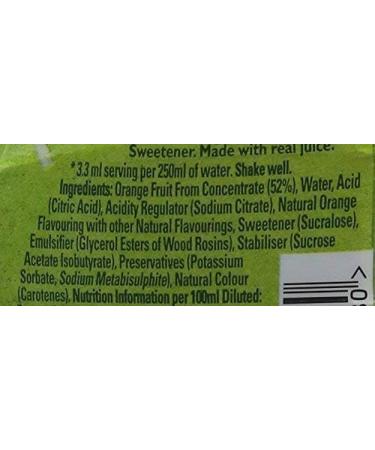 Sweetener. Made with real juice.
*3.3 ml serving per 250ml of water. Shake well.
Ingredients: Orange Fruit From Concentrate (52%), Water, Acid
(Citric Acid), Acidity Regulator (Sodium Citrate), Natural Orange
Flavouring with other Natural Flavourings, Sweetener (Sucralose),
Emulsifier (Glycerol Esters of Wood Rosins), Stabiliser (Sucrose
Acetate Isobutyrate), Preservatives (Potassium
Sorbate, Sodium Metabisulphite), Natural Colour
(Carotenes). Nutrition Information per 100ml Diluted: